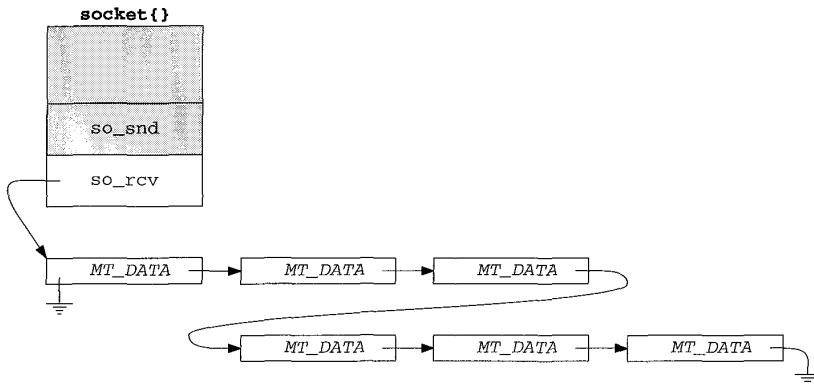 socket{}
so_snd
so_rcv
MT_DATA MT_DATA MT_DATA
MT_DATA MT_DATA MT_DATA